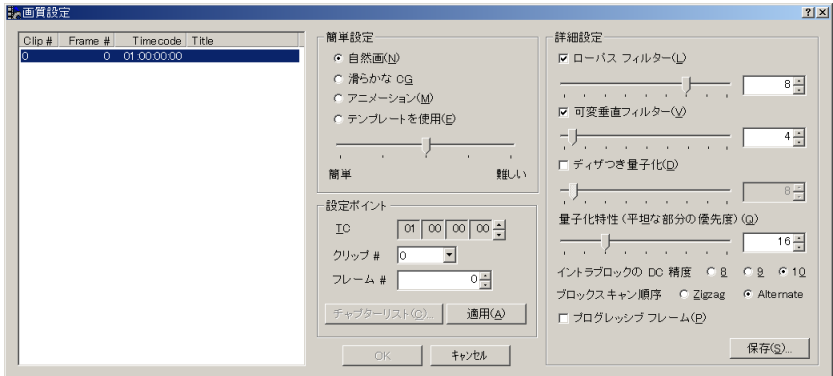 画質設定
Clip # Frame # Timecode Title
0 0 01:00:00:00
簡単設定
自然画(N)
滑らかな CG
アニメーション(M)
テンプレートを使用(E)
簡単 難しい
設定ポイント
TC 01 00 00 00
クリップ # 0
フレーム # 0
チャプターリスト(C)... 適用(A)
OK キャンセル
詳細設定
ローパス フィルター(L)
8
可変垂直フィルター(V)
4
ディザつき量子化(D)
8
量子化特性 (平坦な部分の優先度) (Q)
16
イントラブロックの DC 精度 8 9 10
ブロックスキャン順序 Zigzag Alternate
プログレッシブ フレーム(P)
保存(S)...